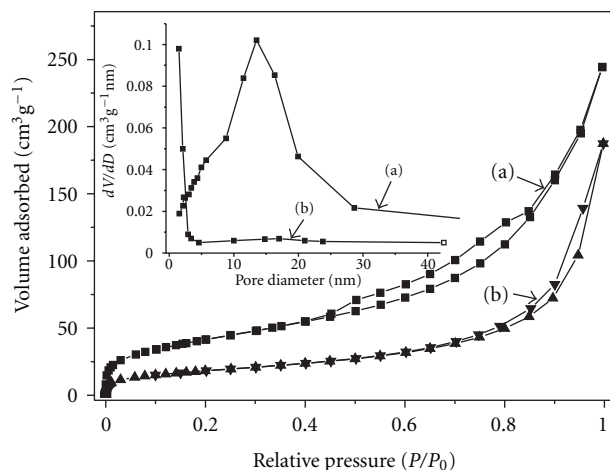 250
200
150
100
50
0
Volume adsorbed (cm³g⁻¹)
0
0.2
0.4
0.6
0.8
1
Relative pressure (P/P₀)
(a)
(b)
0.1
0.08
0.06
0.04
0.02
0
dV/dD (cm³g⁻¹nm)
0
10
20
30
40
Pore diameter (nm)
(a)
(b)